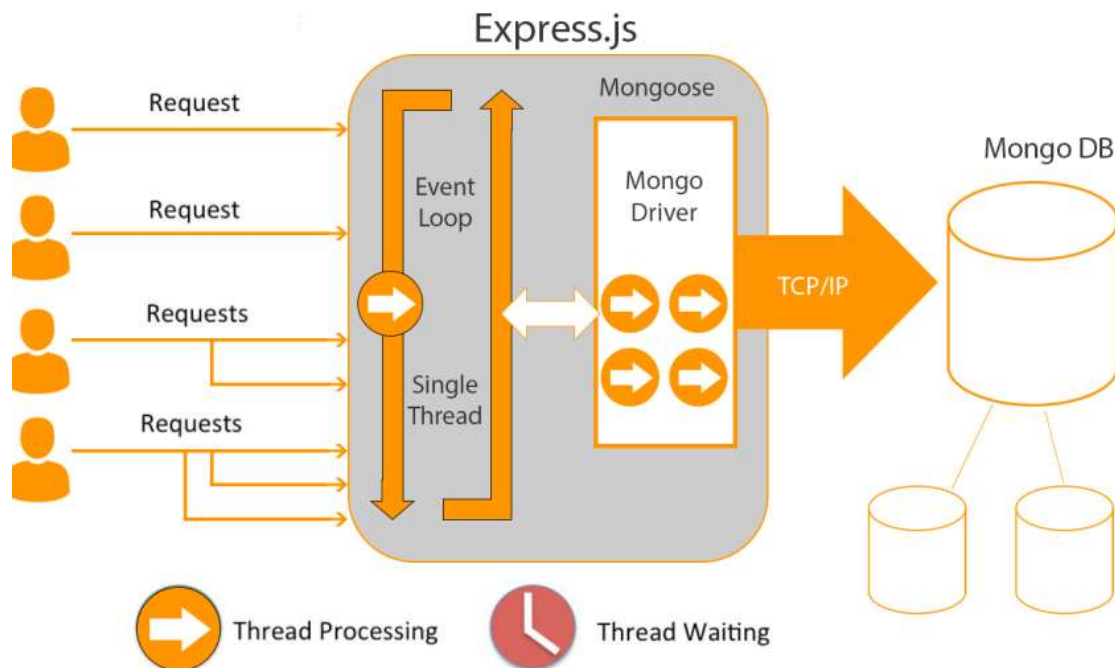 Express.js
Request
Request
Requests
Requests
Event
Loop
Single
Thread
Mongoose
Mongo
Driver
TCP/IP
Mongo DB
Thread Processing
Thread Waiting